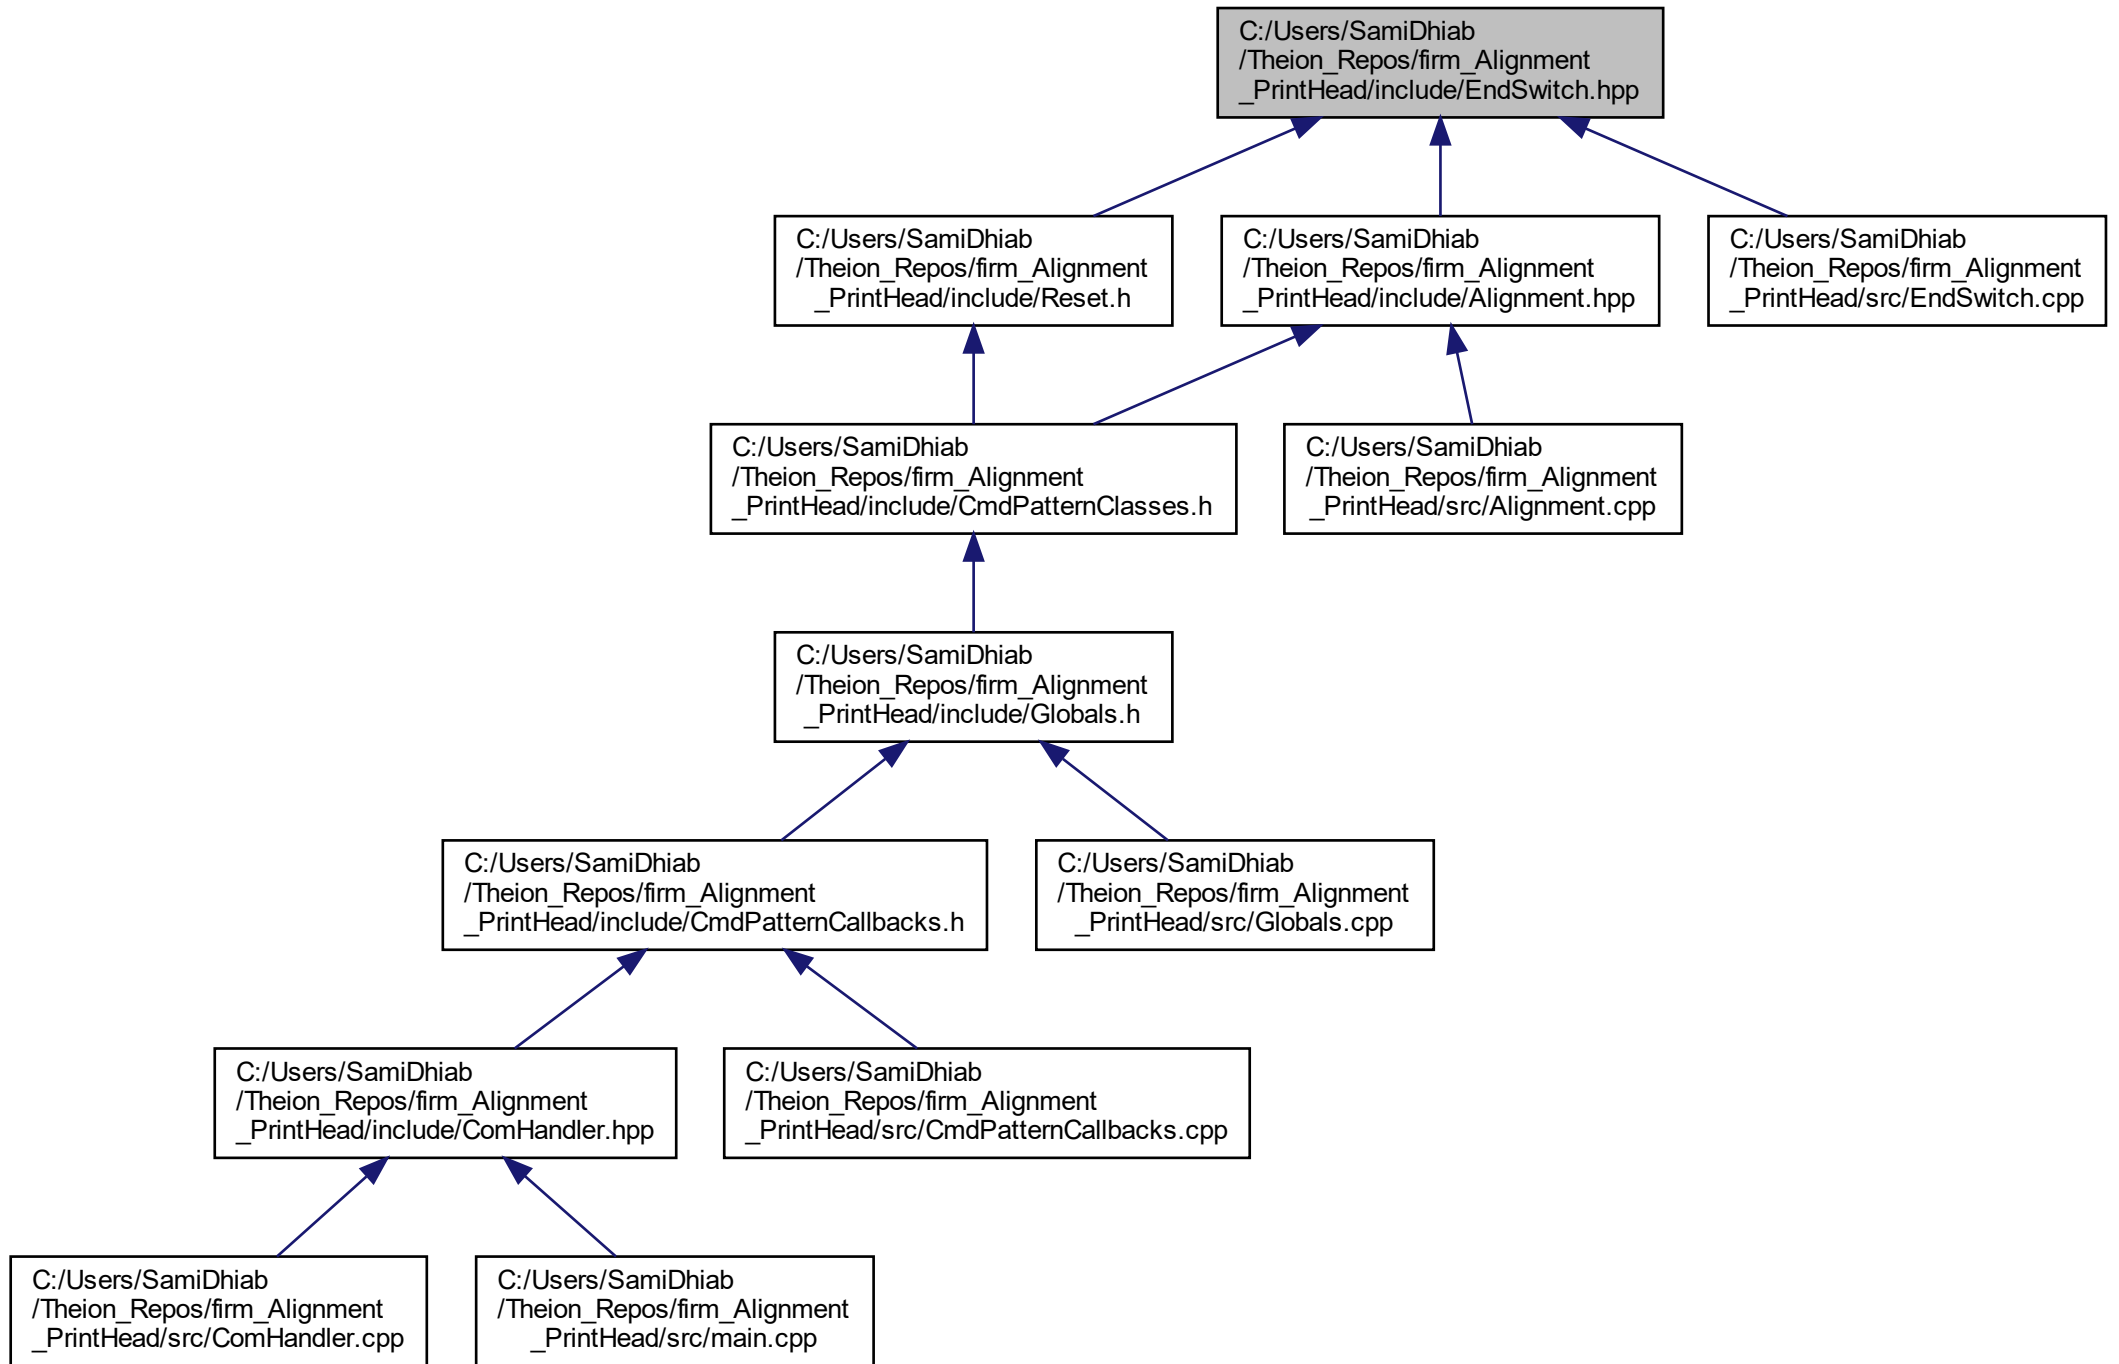 C:/Users/SamiDhiab
/Theion_Repos/firm_Alignment
_PrintHead/include/EndSwitch.hpp
C:/Users/SamiDhiab
/Theion_Repos/firm_Alignment
_PrintHead/include/Reset.h
C:/Users/SamiDhiab
/Theion_Repos/firm_Alignment
_PrintHead/include/Alignment.hpp
C:/Users/SamiDhiab
/Theion_Repos/firm_Alignment
_PrintHead/src/EndSwitch.cpp
C:/Users/SamiDhiab
/Theion_Repos/firm_Alignment
_PrintHead/include/CmdPatternClasses.h
C:/Users/SamiDhiab
/Theion_Repos/firm_Alignment
_PrintHead/src/Alignment.cpp
C:/Users/SamiDhiab
/Theion_Repos/firm_Alignment
_PrintHead/include/Globals.h
C:/Users/SamiDhiab
/Theion_Repos/firm_Alignment
_PrintHead/include/CmdPatternCallbacks.h
C:/Users/SamiDhiab
/Theion_Repos/firm_Alignment
_PrintHead/src/Globals.cpp
C:/Users/SamiDhiab
/Theion_Repos/firm_Alignment
_PrintHead/include/ComHandler.hpp
C:/Users/SamiDhiab
/Theion_Repos/firm_Alignment
_PrintHead/src/CmdPatternCallbacks.cpp
C:/Users/SamiDhiab
/Theion_Repos/firm_Alignment
_PrintHead/src/ComHandler.cpp
C:/Users/SamiDhiab
/Theion_Repos/firm_Alignment
_PrintHead/src/main.cpp